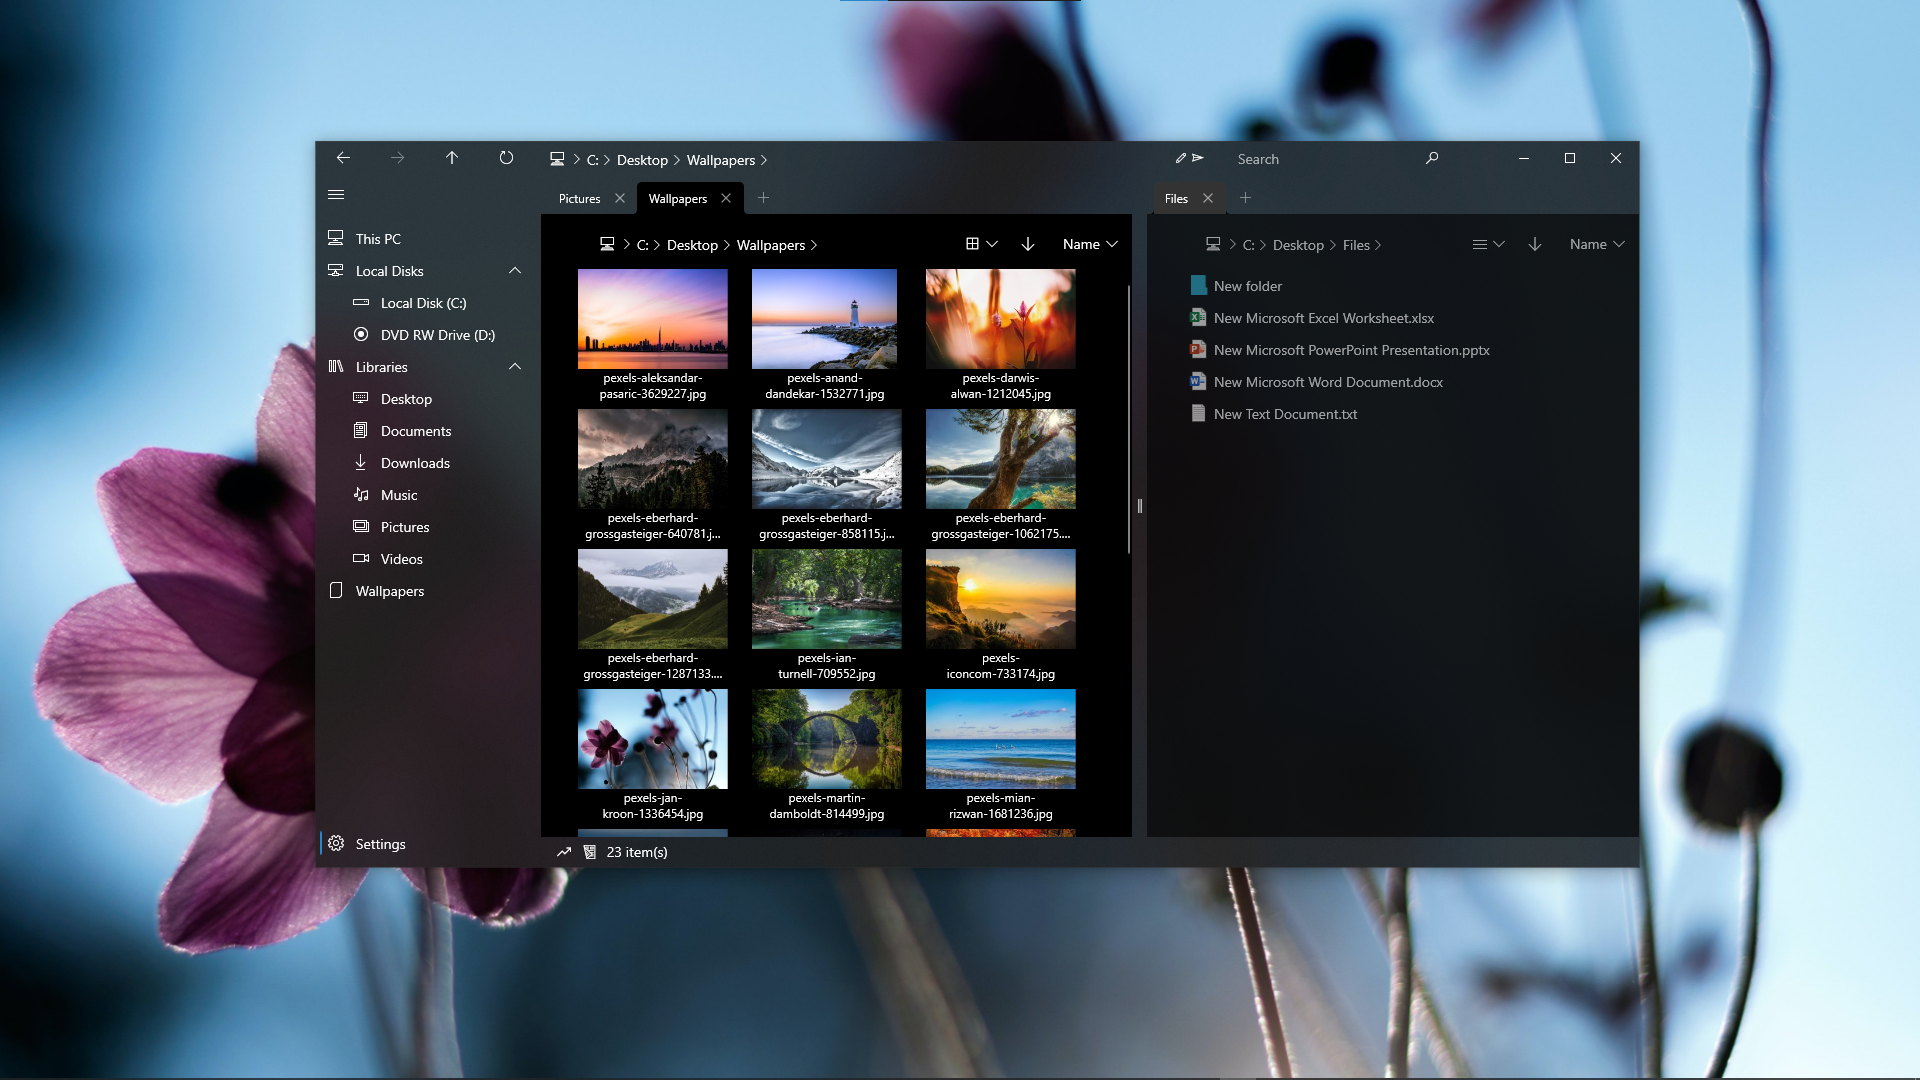 C: Desktop Wallpapers
Search
Pictures
Wallpapers
Files
This PC
Local Disks
Local Disk (C:)
DVD RW Drive (D:)
Libraries
Desktop
Documents
Downloads
Music
Pictures
Videos
Wallpapers
Settings
C: Desktop Wallpapers
Name
pexels-aleksandar-
pasaric-3629227.jpg
pexels-anand-
dandekar-1532771.jpg
pexels-darwis-
alwan-1212045.jpg
pexels-eberhard-
grossgasteiger-640781.j...
pexels-eberhard-
grossgasteiger-858115.j...
pexels-eberhard-
grossgasteiger-1062175....
pexels-eberhard-
grossgasteiger-1287133....
pexels-ian-
turnell-709552.jpg
pexels-
iconcom-733174.jpg
pexels-jan-
kroon-1336454.jpg
pexels-martin-
damboldt-814499.jpg
pexels-mian-
rizwan-1681236.jpg
23 item(s)
C: Desktop Files
Name
New folder
New Microsoft Excel Worksheet.xlsx
New Microsoft PowerPoint Presentation.pptx
New Microsoft Word Document.docx
New Text Document.txt